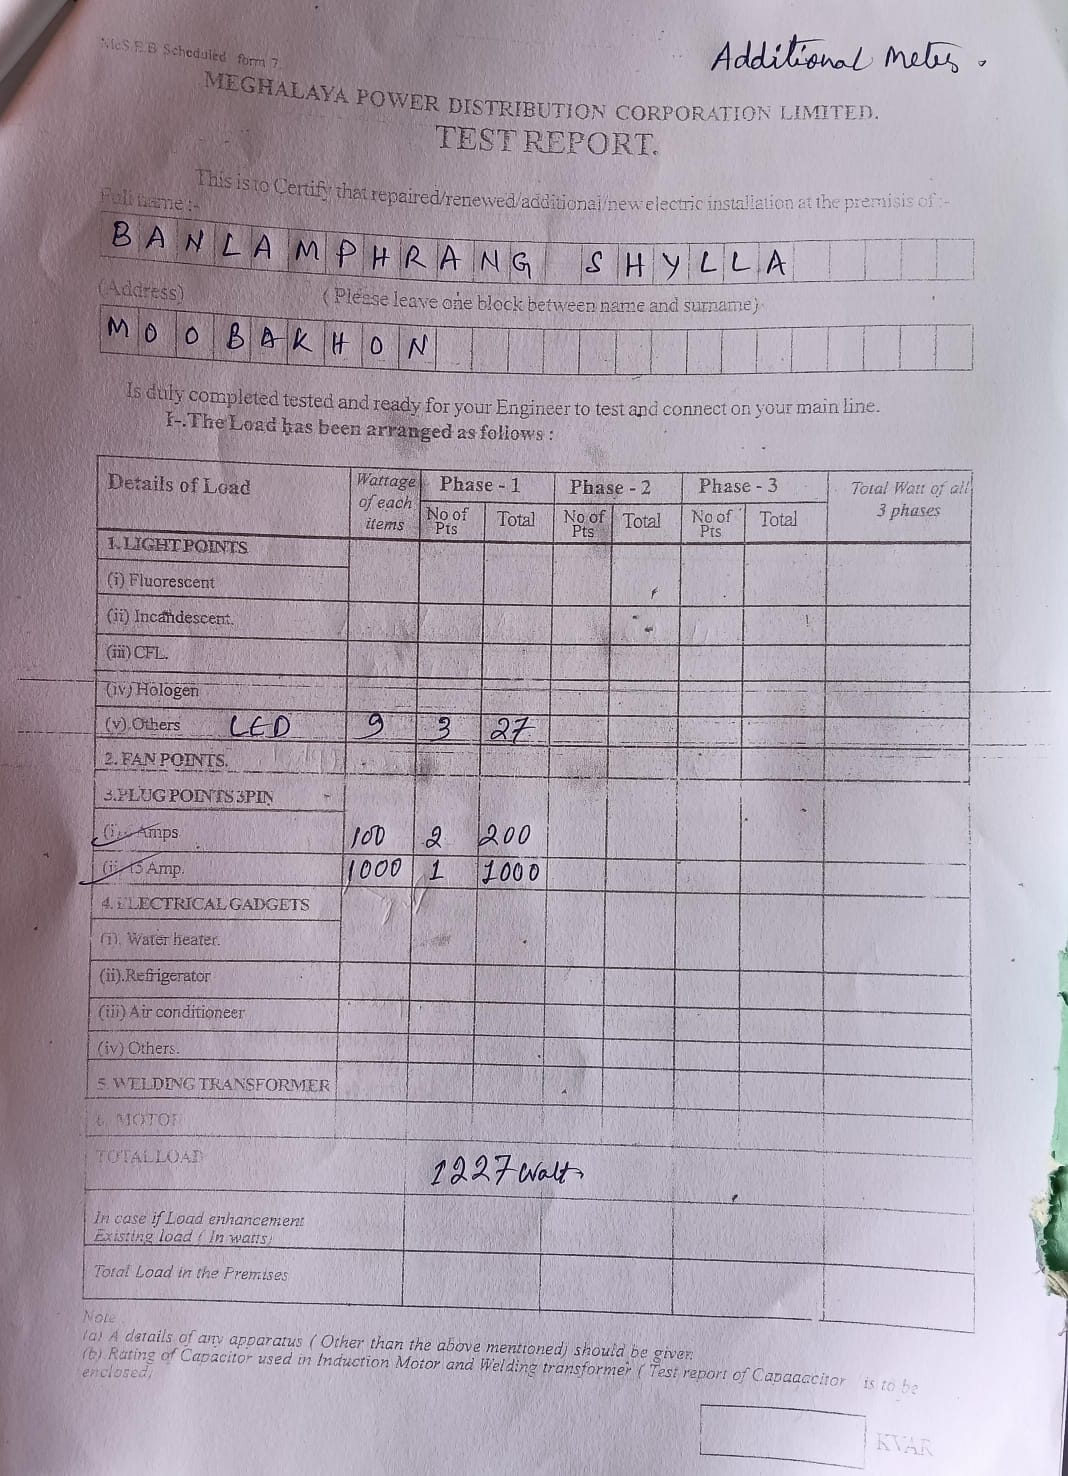 MeS.E.B Scheduled form 7
Additional Meter.
MEGHALAYA POWER DISTRIBUTION CORPORATION LIMITED.
TEST REPORT.
This is to Certify that repaired/renewed/additional/new electric installation at the premisis of :-
Full name :-
BANLAMPHRANG SHYLLA
(Address) (Please leave one block between name and surname)
MOOBAKHON
Is duly completed tested and ready for your Engineer to test and connect on your main line.
I-.The Load has been arranged as follows :
Details of Load Wattage of each items Phase - 1 Phase - 2 Phase - 3 Total Watt of all 3 phases
No of Pts Total No of Pts Total No of Pts Total
1. LIGHT POINTS
(i) Fluorescent
(ii) Incandescent.
(iii) CFL.
(iv) Hologen
(v) Others LED 9 3 27
2. FAN POINTS.
3.PLUG POINTS 3PIN
(i) Amps 100 2 200
(ii) 15 Amp. 1000 1 1000
4. ELECTRICAL GADGETS
(i). Water heater.
(ii).Refrigerator
(iii) Air conditioneer
(iv) Others.
5. WELDING TRANSFORMER
6. MOTOR
TOTAL LOAD 1227 Watts
In case if Load enhancement
Existing load ( In watts)
Total Load in the Premises
Note
(a) A details of any apparatus ( Other than the above mentioned) should be given.
(b) Rating of Capacitor used in Induction Motor and Welding transformer ( Test report of Capaacitor is to be
enclosed)
KVAR